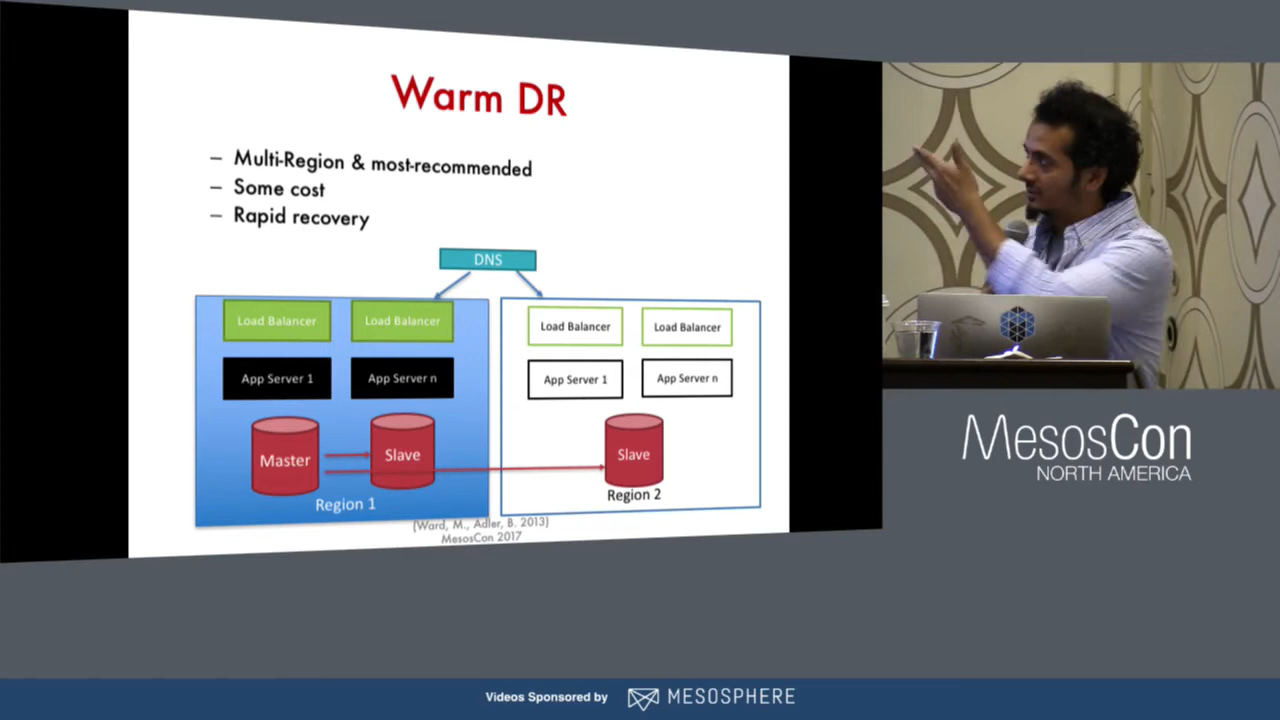 Warm DR
– Multi-Region & most-recommended
– Some cost
– Rapid recovery
DNS
Load Balancer
Load Balancer
Load Balancer
Load Balancer
App Server 1
App Server n
App Server 1
App Server n
Master
Slave
Slave
Region 1
Region 2
(Ward, M., Adler, B. 2013)
MesosCon 2017
MesosCon
NORTH AMERICA
Videos Sponsored by
MESOSPHERE